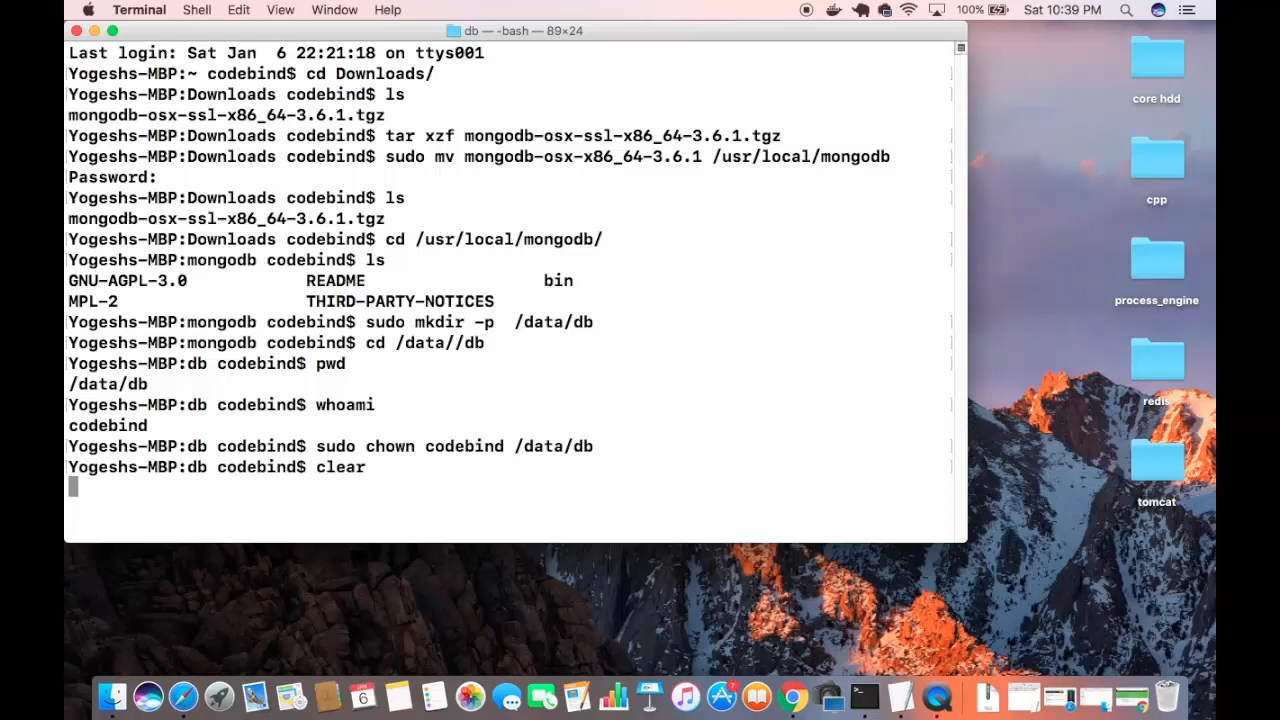 Terminal Shell Edit View Window Help 100% Sat 10:39 PM
db — -bash — 89×24
Last login: Sat Jan  6 22:21:18 on ttys001
Yogeshs-MBP:~ codebind$ cd Downloads/
Yogeshs-MBP:Downloads codebind$ ls
mongodb-osx-ssl-x86_64-3.6.1.tgz
Yogeshs-MBP:Downloads codebind$ tar xzf mongodb-osx-ssl-x86_64-3.6.1.tgz
Yogeshs-MBP:Downloads codebind$ sudo mv mongodb-osx-x86_64-3.6.1 /usr/local/mongodb
Password:
Yogeshs-MBP:Downloads codebind$ ls
mongodb-osx-ssl-x86_64-3.6.1.tgz
Yogeshs-MBP:Downloads codebind$ cd /usr/local/mongodb/
Yogeshs-MBP:mongodb codebind$ ls
GNU-AGPL-3.0            README                  bin
MPL-2                   THIRD-PARTY-NOTICES
Yogeshs-MBP:mongodb codebind$ sudo mkdir -p  /data/db
Yogeshs-MBP:mongodb codebind$ cd /data//db
Yogeshs-MBP:db codebind$ pwd
/data/db
Yogeshs-MBP:db codebind$ whoami
codebind
Yogeshs-MBP:db codebind$ sudo chown codebind /data/db
Yogeshs-MBP:db codebind$ clear
core hdd
cpp
process_engine
redis
tomcat
6
7